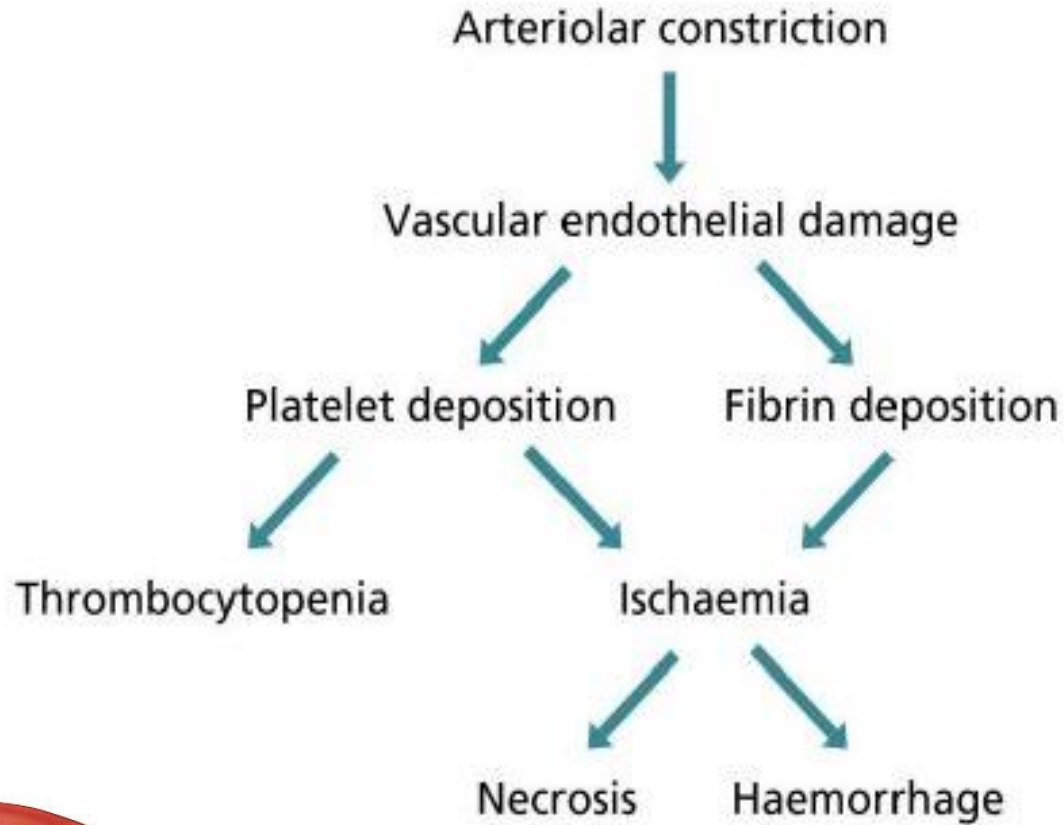 Arteriolar constriction
Vascular endothelial damage
Platelet deposition
Fibrin deposition
Thrombocytopenia
Ischaemia
Necrosis
Haemorrhage